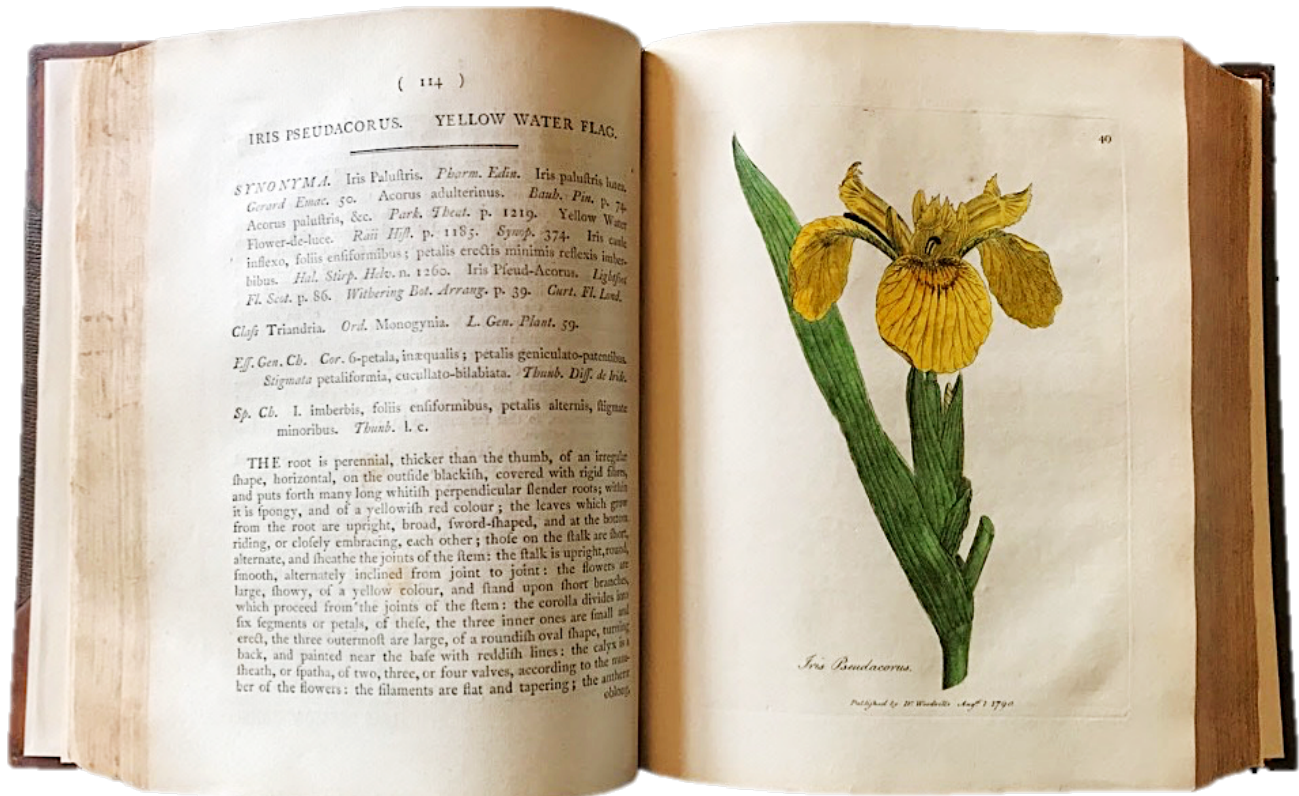 ( 114 )
IRIS PSEUDACORUS. YELLOW WATER FLAG.
SYNONYMA. Iris Paluſtris. Pharm. Edin. Iris paluſtris lutea.
Gerard Emac. 50. Acorus adulterinus. Bauh. Pin. p. 74.
Acorus paluſtris, &c. Park. Theat. p. 1219. Yellow Water
Flower-de-luce. Raii Hiſt. p. 1185. Synop. 374. Iris caule
inflexo, foliis enſiformibus; petalis erectis minimis reflexis imber-
bibus. Hal. Stirp. Helv. n. 1260. Iris Pſeud-Acorus. Lightfoot
Fl. Scot. p. 86. Withering Bot. Arrang. p. 39. Curt. Fl. Lond.
Claſs Triandria. Ord. Monogynia. L. Gen. Plant. 59.
Eſſ. Gen. Ch. Cor. 6-petala, inæqualis; petalis geniculato-patentibus.
Stigmata petaliformia, cucullato-bilabiata. Thunb. Diſſ. de Iride.
Sp. Ch. I. imberbis, foliis enſiformibus, petalis alternis, ſtigmate
minoribus. Thunb. l. c.
THE root is perennial, thicker than the thumb, of an irregular
ſhape, horizontal, on the outſide blackiſh, covered with rigid
and puts forth many long whitiſh perpendicular ſlender roots; within
it is ſpongy, and of a yellowiſh red colour; the leaves which grow
from the root are upright, broad, ſword-ſhaped, and at the bottom
riding, or cloſely embracing, each other; thoſe on the ſtalk are ſhort,
alternate, and ſheathe the joints of the ſtem: the ſtalk is upright, round,
ſmooth, alternately inclined from joint to joint: the flowers are
large, ſhowy, of a yellow colour, and ſtand upon ſhort branches,
which proceed from the joints of the ſtem: the corolla divides into
ſix ſegments or petals, of theſe, the three inner ones are ſmall and
erect, the three outermoſt are large, of a roundiſh oval ſhape, turning
back, and painted near the baſe with reddiſh lines: the calyx is a
ſheath, or ſpatha, of two, three, or four valves, according to the num-
ber of the flowers: the filaments are flat and tapering; the antheræ
oblong,
40
Iris Pseudacorus.
Published by Dr. Woodville Augst. 1 1790